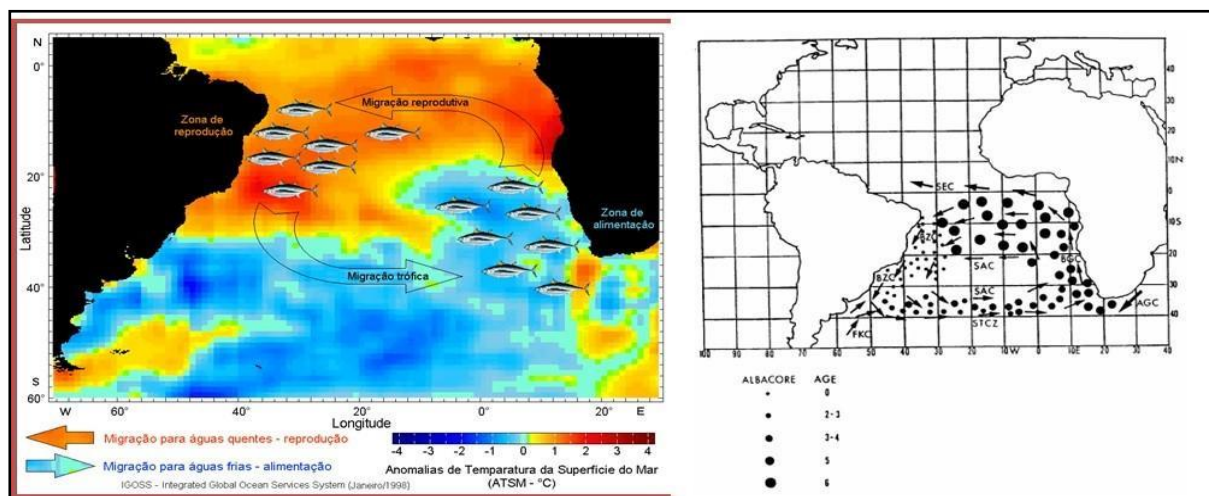 N
0°
20°
40°
S
60°
Latitude
Zona de
reprodução
Migração reprodutiva
Zona de
alimentação
Migração trófica
W
60°
40°
20°
0°
20°
E
Longitude
Migração para águas quentes - reprodução
Migração para águas frias - alimentação
-4 -3 -2 -1 0 1 2 3 4
Anomalias de Temparatura da Superfície do Mar
(ATSM - °C)
IGOSS - Integrated Global Ocean Services System (Janeiro/1998)
40
30
20
10N
0
10S
20
30
40
SEC
BZC
BZC
SAC
BGC
SAC
STCZ
FKC
AGC
100 90 80 70 60 50 40 30 20 10 W 0 10E 20 30 40
ALBACORE AGE
0
2-3
3-4
5
6